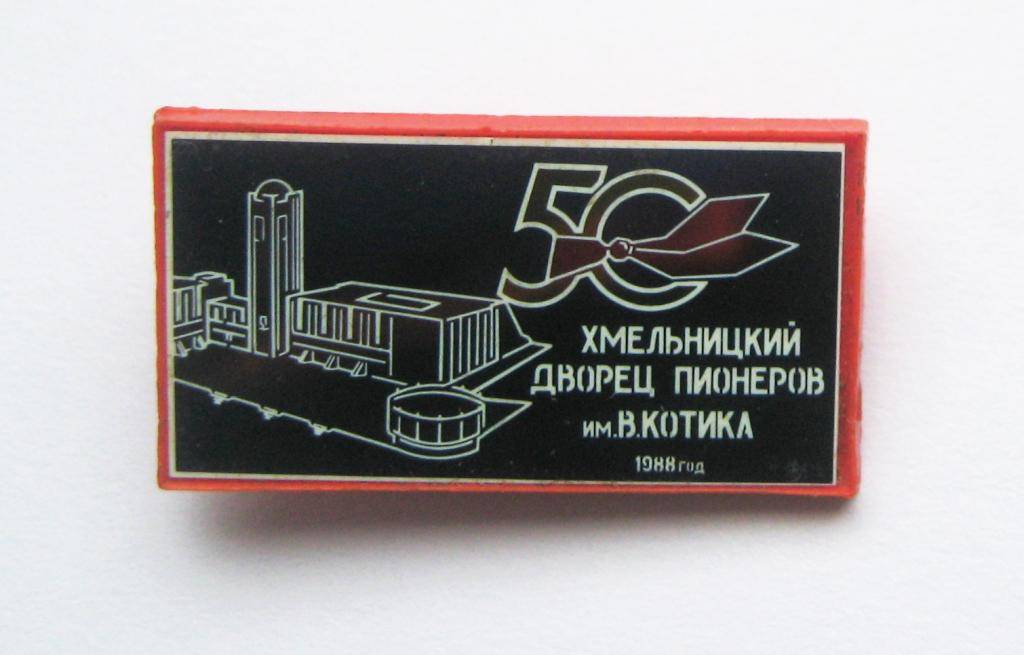 50
ХМЕЛЬНИЦКИЙ
ДВОРЕЦ ПИОНЕРОВ
им. В. КОТИКА
1988 год